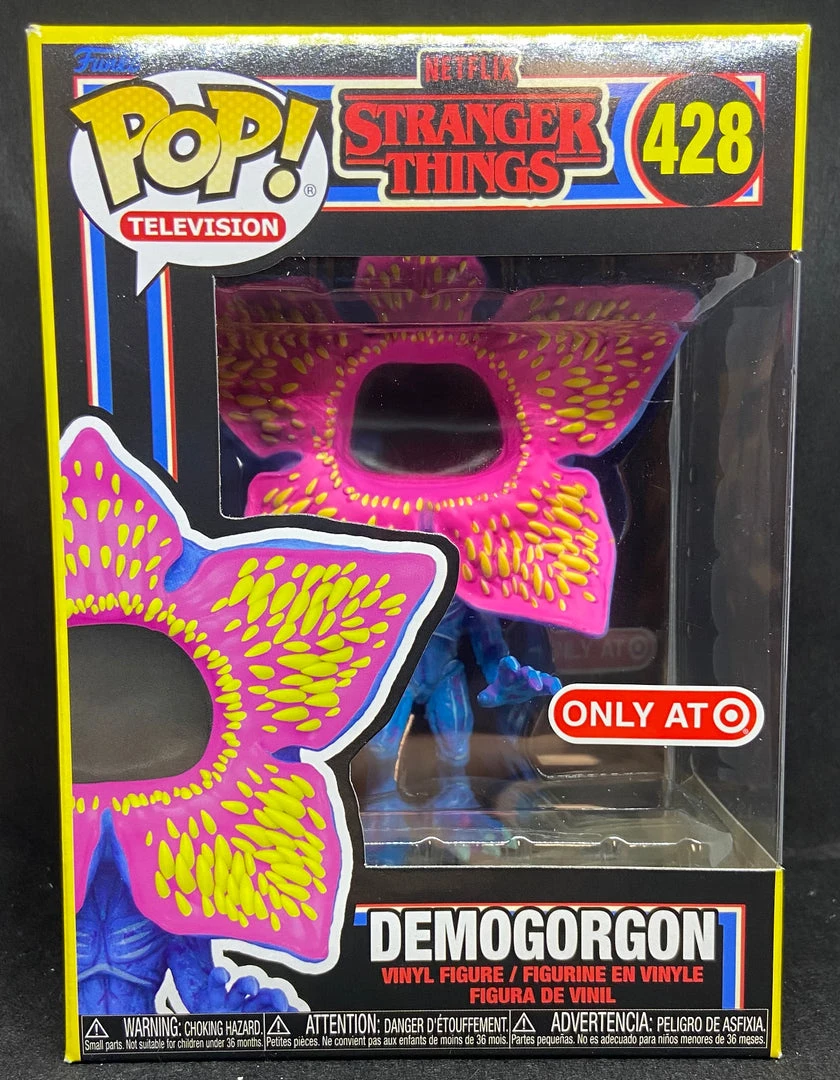 Funko
POP!®
TELEVISION
NETFLIX
STRANGER
THINGS
428
ONLY AT
ONLY AT
DEMOGORGON
VINYL FIGURE / FIGURINE EN VINYLE
FIGURA DE VINIL
WARNING: CHOKING HAZARD.
Small parts. Not suitable for children under 36 months.
ATTENTION: DANGER D'ÉTOUFFEMENT.
Petites pièces. Ne convient pas aux enfants de moins de 36 mois.
ADVERTENCIA: PELIGRO DE ASFIXIA.
Partes pequeñas. No es adecuado para niños menores de 36 meses.